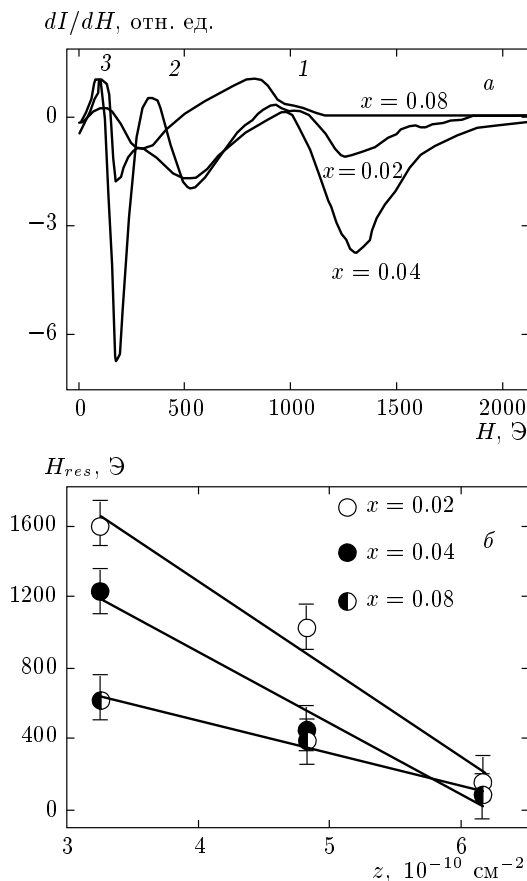 dI/dH, отн. ед.
3 2 1 а
0
x = 0.08
x = 0.02
−3
x = 0.04
−6
0 500 1000 1500 2000
H, Э
H_res, Э
x = 0.02
1600
x = 0.04 б
1200
x = 0.08
800
400
0
3 4 5 6
z, 10⁻¹⁰ см⁻²